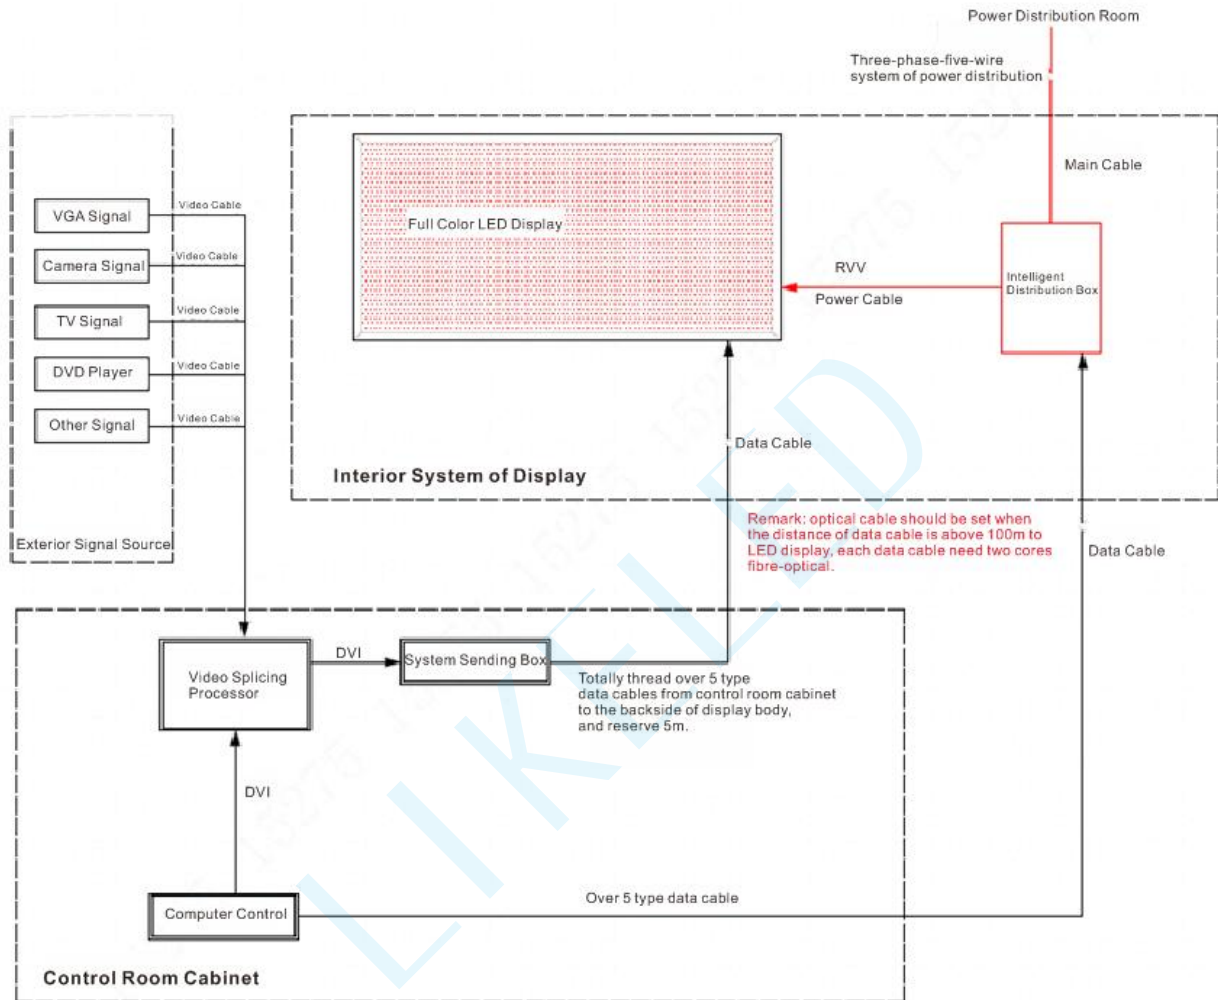 Power Distribution Room
Three-phase-five-wire
system of power distribution
Main Cable
VGA Signal
Video Cable
Camera Signal
Video Cable
TV Signal
Video Cable
DVD Player
Video Cable
Other Signal
Video Cable
Exterior Signal Source
Full Color LED Display
RVV
Power Cable
Intelligent
Distribution Box
Data Cable
Interior System of Display
Remark: optical cable should be set when
the distance of data cable is above 100m to
LED display, each data cable need two cores
fibre-optical.
Data Cable
Video Splicing
Processor
DVI
System Sending Box
Totally thread over 5 type
data cables from control room cabinet
to the backside of display body,
and reserve 5m.
DVI
Computer Control
Over 5 type data cable
Control Room Cabinet
LIKELED